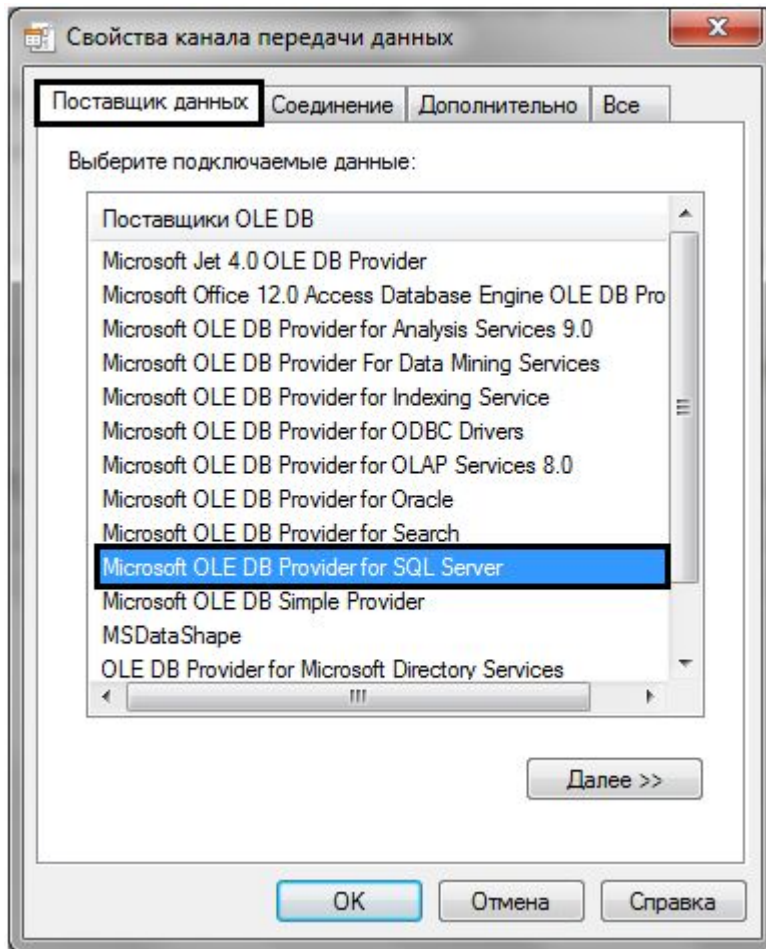 Свойства канала передачи данных
Поставщик данных Соединение Дополнительно Все
Выберите подключаемые данные:
Поставщики OLE DB
Microsoft Jet 4.0 OLE DB Provider
Microsoft Office 12.0 Access Database Engine OLE DB Pro
Microsoft OLE DB Provider for Analysis Services 9.0
Microsoft OLE DB Provider For Data Mining Services
Microsoft OLE DB Provider for Indexing Service
Microsoft OLE DB Provider for ODBC Drivers
Microsoft OLE DB Provider for OLAP Services 8.0
Microsoft OLE DB Provider for Oracle
Microsoft OLE DB Provider for Search
Microsoft OLE DB Provider for SQL Server
Microsoft OLE DB Simple Provider
MSDataShape
OLE DB Provider for Microsoft Directory Services
Далее >>
ОК Отмена Справка